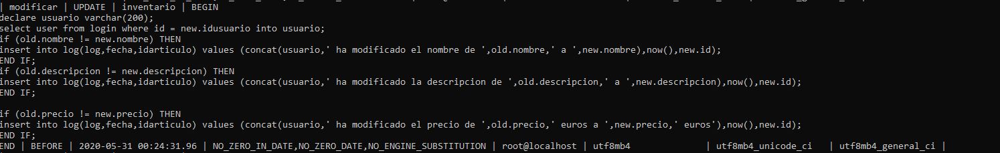 | modificar | UPDATE | inventario | BEGIN
declare usuario varchar(200);
select user from login where id = new.idusuario into usuario;
if (old.nombre != new.nombre) THEN
insert into log(log,fecha,idarticulo) values (concat(usuario,' ha modificado el nombre de ',old.nombre,' a ',new.nombre),now(),new.id);
END IF;
if (old.descripcion != new.descripcion) THEN
insert into log(log,fecha,idarticulo) values (concat(usuario,' ha modificado la descripcion de ',old.descripcion,' a ',new.descripcion),now(),new.id);
END IF;
if (old.precio != new.precio) THEN
insert into log(log,fecha,idarticulo) values (concat(usuario,' ha modificado el precio de ',old.precio,' euros a ',new.precio,' euros'),now(),new.id);
END IF;
END | BEFORE | 2020-05-31 00:24:31.96 | NO_ZERO_IN_DATE,NO_ZERO_DATE,NO_ENGINE_SUBSTITUTION | root@localhost | utf8mb4 | utf8mb4_unicode_ci | utf8mb4_general_ci |